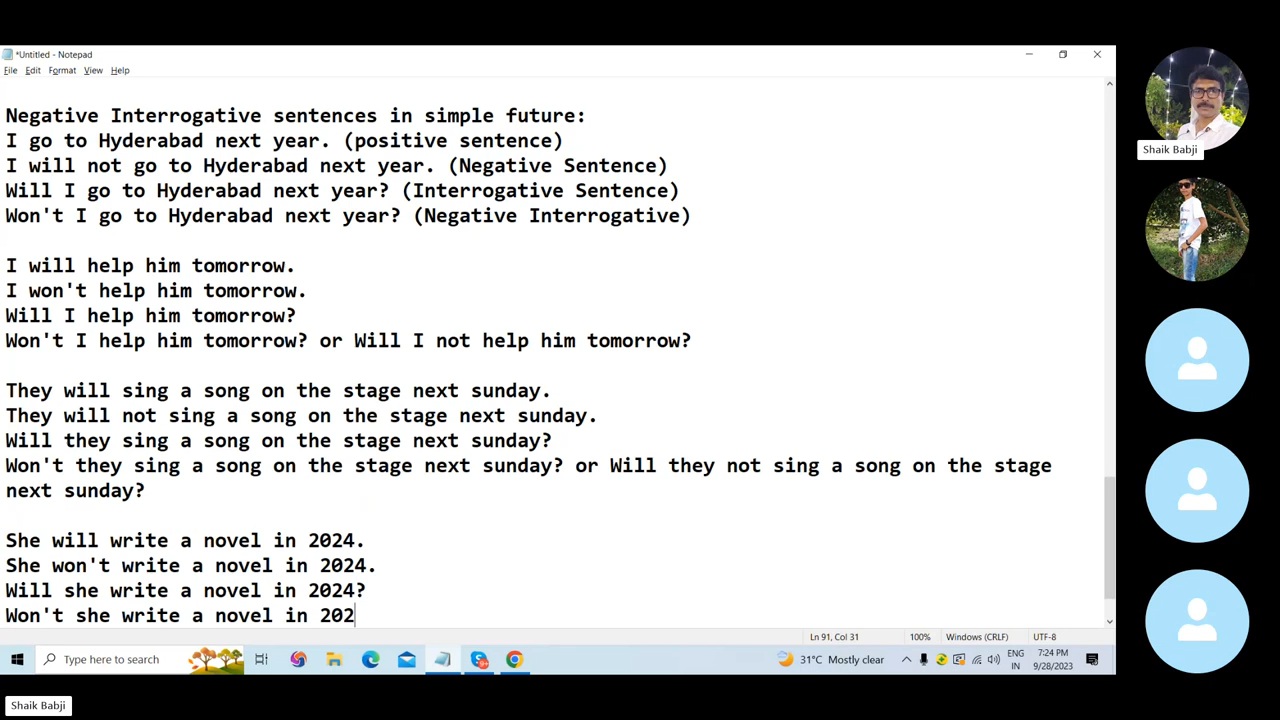 *Untitled - Notepad
File Edit Format View Help
Negative Interrogative sentences in simple future:
I go to Hyderabad next year. (positive sentence)
I will not go to Hyderabad next year. (Negative Sentence)
Will I go to Hyderabad next year? (Interrogative Sentence)
Won't I go to Hyderabad next year? (Negative Interrogative)
I will help him tomorrow.
I won't help him tomorrow.
Will I help him tomorrow?
Won't I help him tomorrow? or Will I not help him tomorrow?
They will sing a song on the stage next sunday.
They will not sing a song on the stage next sunday.
Will they sing a song on the stage next sunday?
Won't they sing a song on the stage next sunday? or Will they not sing a song on the stage
next sunday?
She will write a novel in 2024.
She won't write a novel in 2024.
Will she write a novel in 2024?
Won't she write a novel in 202
Ln 91, Col 31 100% Windows (CRLF) UTF-8
Type here to search
31°C Mostly clear
ENG
IN
7:24 PM
9/28/2023
Shaik Babji
Shaik Babji